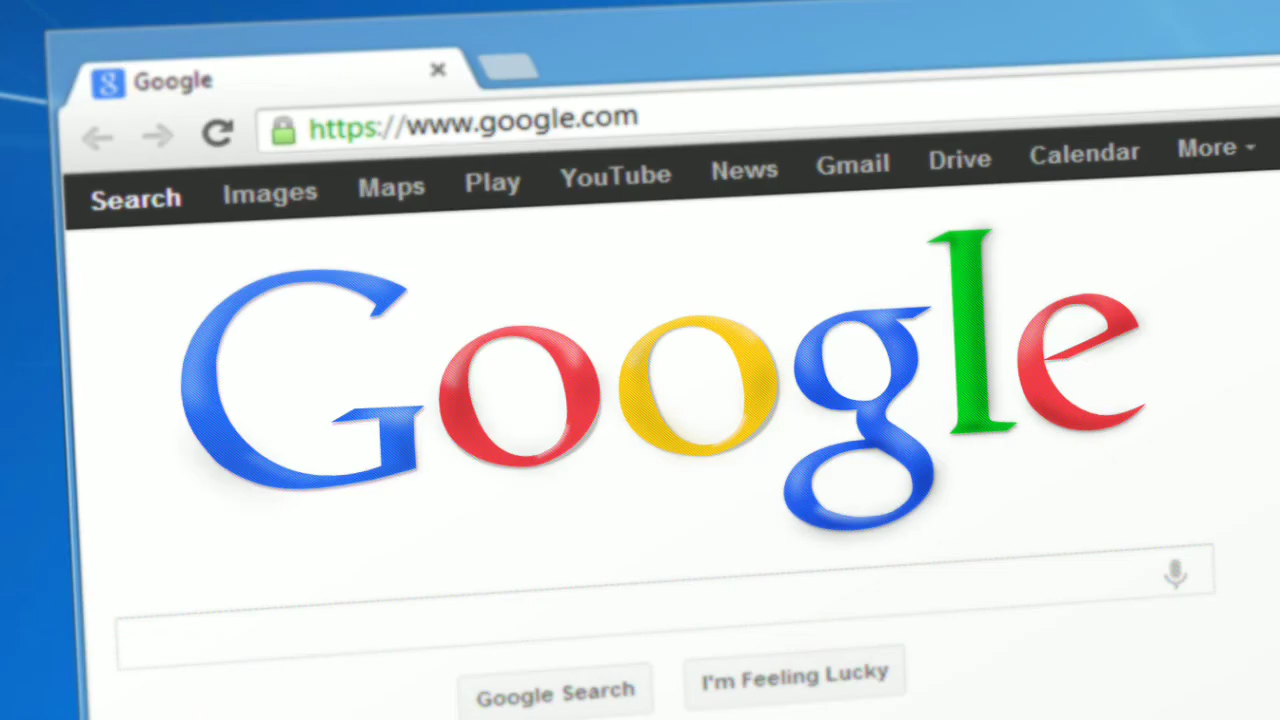 Google
https://www.google.com
Search Images Maps Play YouTube News Gmail Drive Calendar More
Google
Google Search I'm Feeling Lucky